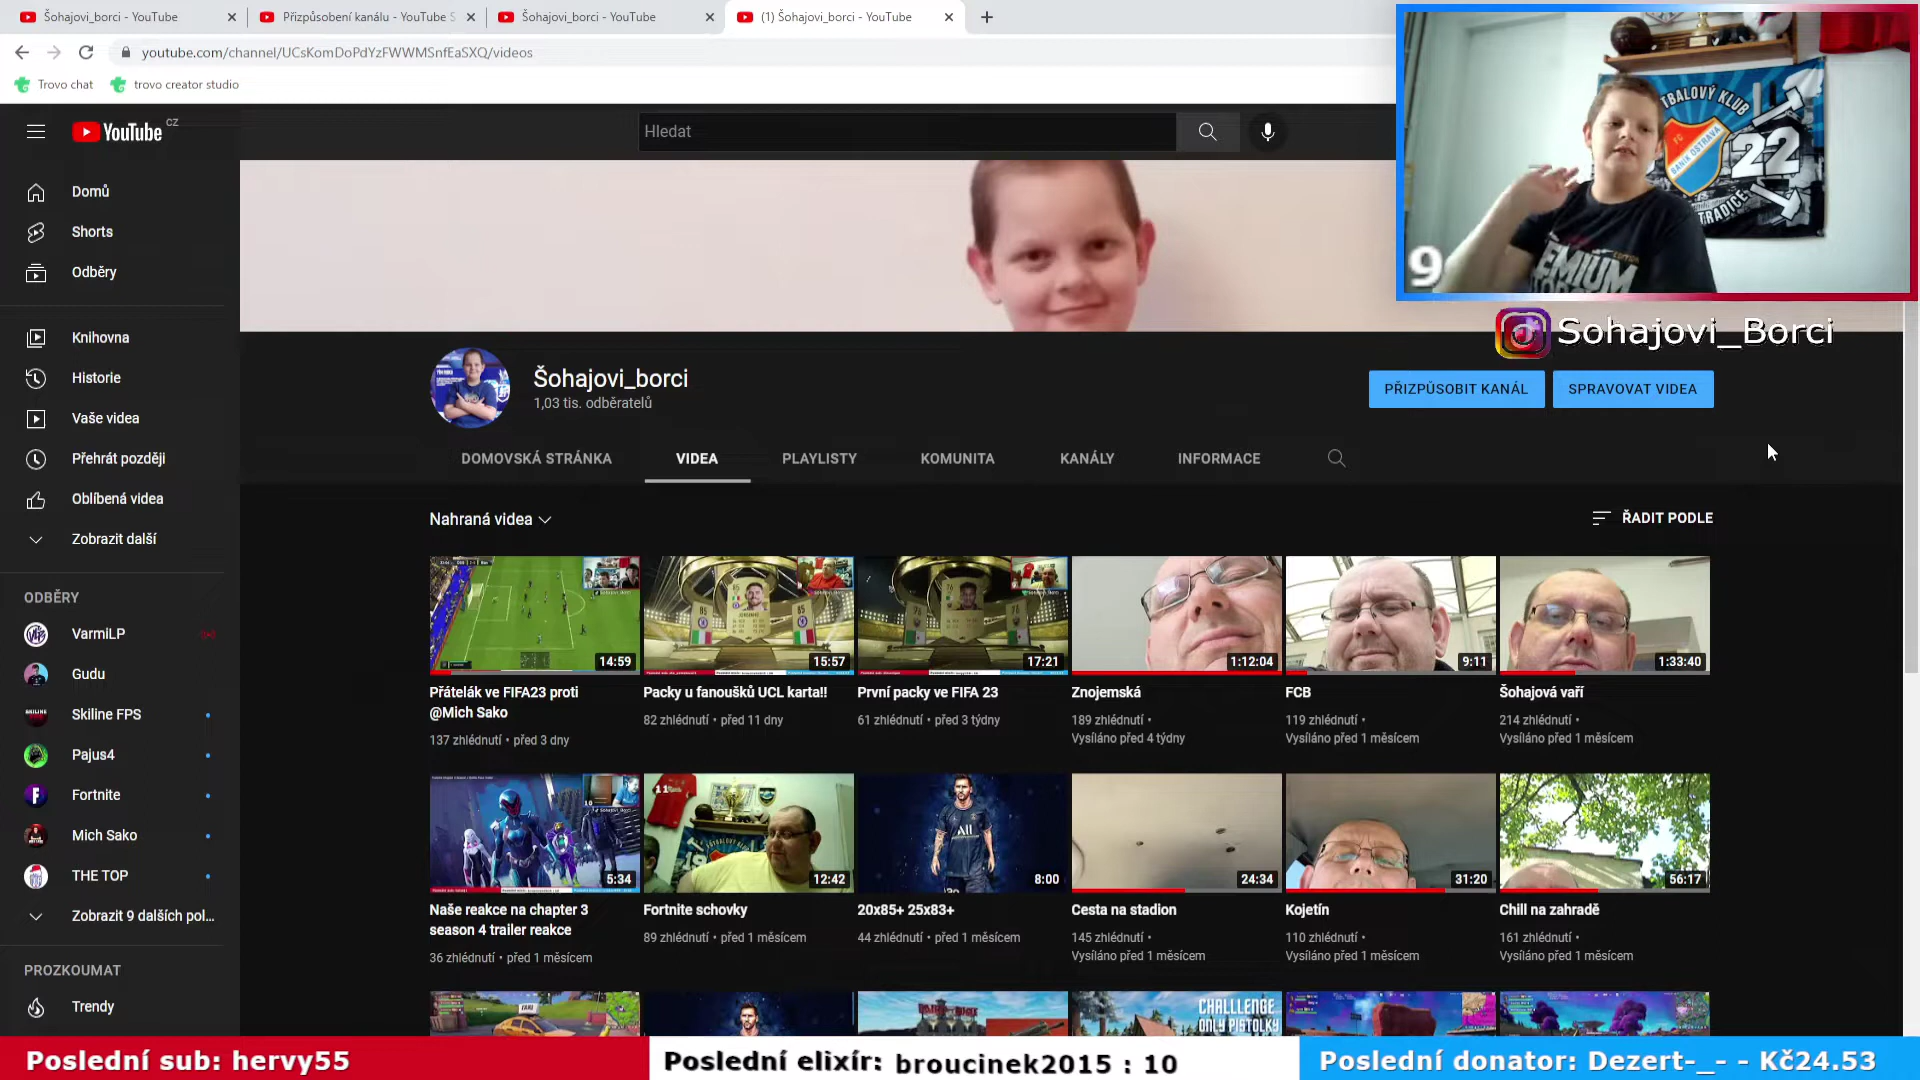 Šohajovi_borci - YouTube
Přizpůsobení kanálu - YouTube S
Šohajovi_borci - YouTube
(1) Šohajovi_borci - YouTube
youtube.com/channel/UCsKomDoPdYzFWWMSnfEaSXQ/videos
Trovo chat
trovo creator studio
YouTube CZ
Hledat
Domů
Shorts
Odběry
Knihovna
Historie
Vaše videa
Přehrát později
Oblíbená videa
Zobrazit další
ODBĚRY
VarmiLP
Gudu
Skiline FPS
Pajus4
Fortnite
Mich Sako
THE TOP
Zobrazit 9 dalších pol...
PROZKOUMAT
Trendy
TBALOVÝ KLUB
FC
BANÍK OSTRAVA
22
TRADICE
EMIUM
9
Sohajovi_Borci
Šohajovi_borci
1,03 tis. odběratelů
PŘIZPŮSOBIT KANÁL
SPRAVOVAT VIDEA
DOMOVSKÁ STRÁNKA
VIDEA
PLAYLISTY
KOMUNITA
KANÁLY
INFORMACE
Nahraná videa
ŘADIT PODLE
14:59
15:57
17:21
1:12:04
9:11
1:33:40
Přátelák ve FIFA23 proti
@Mich Sako
137 zhlédnutí • před 3 dny
Packy u fanoušků UCL karta!!
82 zhlédnutí • před 11 dny
První packy ve FIFA 23
61 zhlédnutí • před 3 týdny
Znojemská
189 zhlédnutí •
Vysíláno před 4 týdny
FCB
119 zhlédnutí •
Vysíláno před 1 měsícem
Šohajová vaří
214 zhlédnutí •
Vysíláno před 1 měsícem
5:34
12:42
8:00
24:34
31:20
56:17
Naše reakce na chapter 3
season 4 trailer reakce
36 zhlédnutí • před 1 měsícem
Fortnite schovky
89 zhlédnutí • před 1 měsícem
20x85+ 25x83+
44 zhlédnutí • před 1 měsícem
Cesta na stadion
145 zhlédnutí •
Vysíláno před 1 měsícem
Kojetín
110 zhlédnutí •
Vysíláno před 1 měsícem
Chill na zahradě
161 zhlédnutí •
Vysíláno před 1 měsícem
CHALLLENGE
ONLY PISTOLKY
Poslední sub: hervy55
Poslední elixír: broucinek2015 : 10
Poslední donator: Dezert-_- - Kč24.53